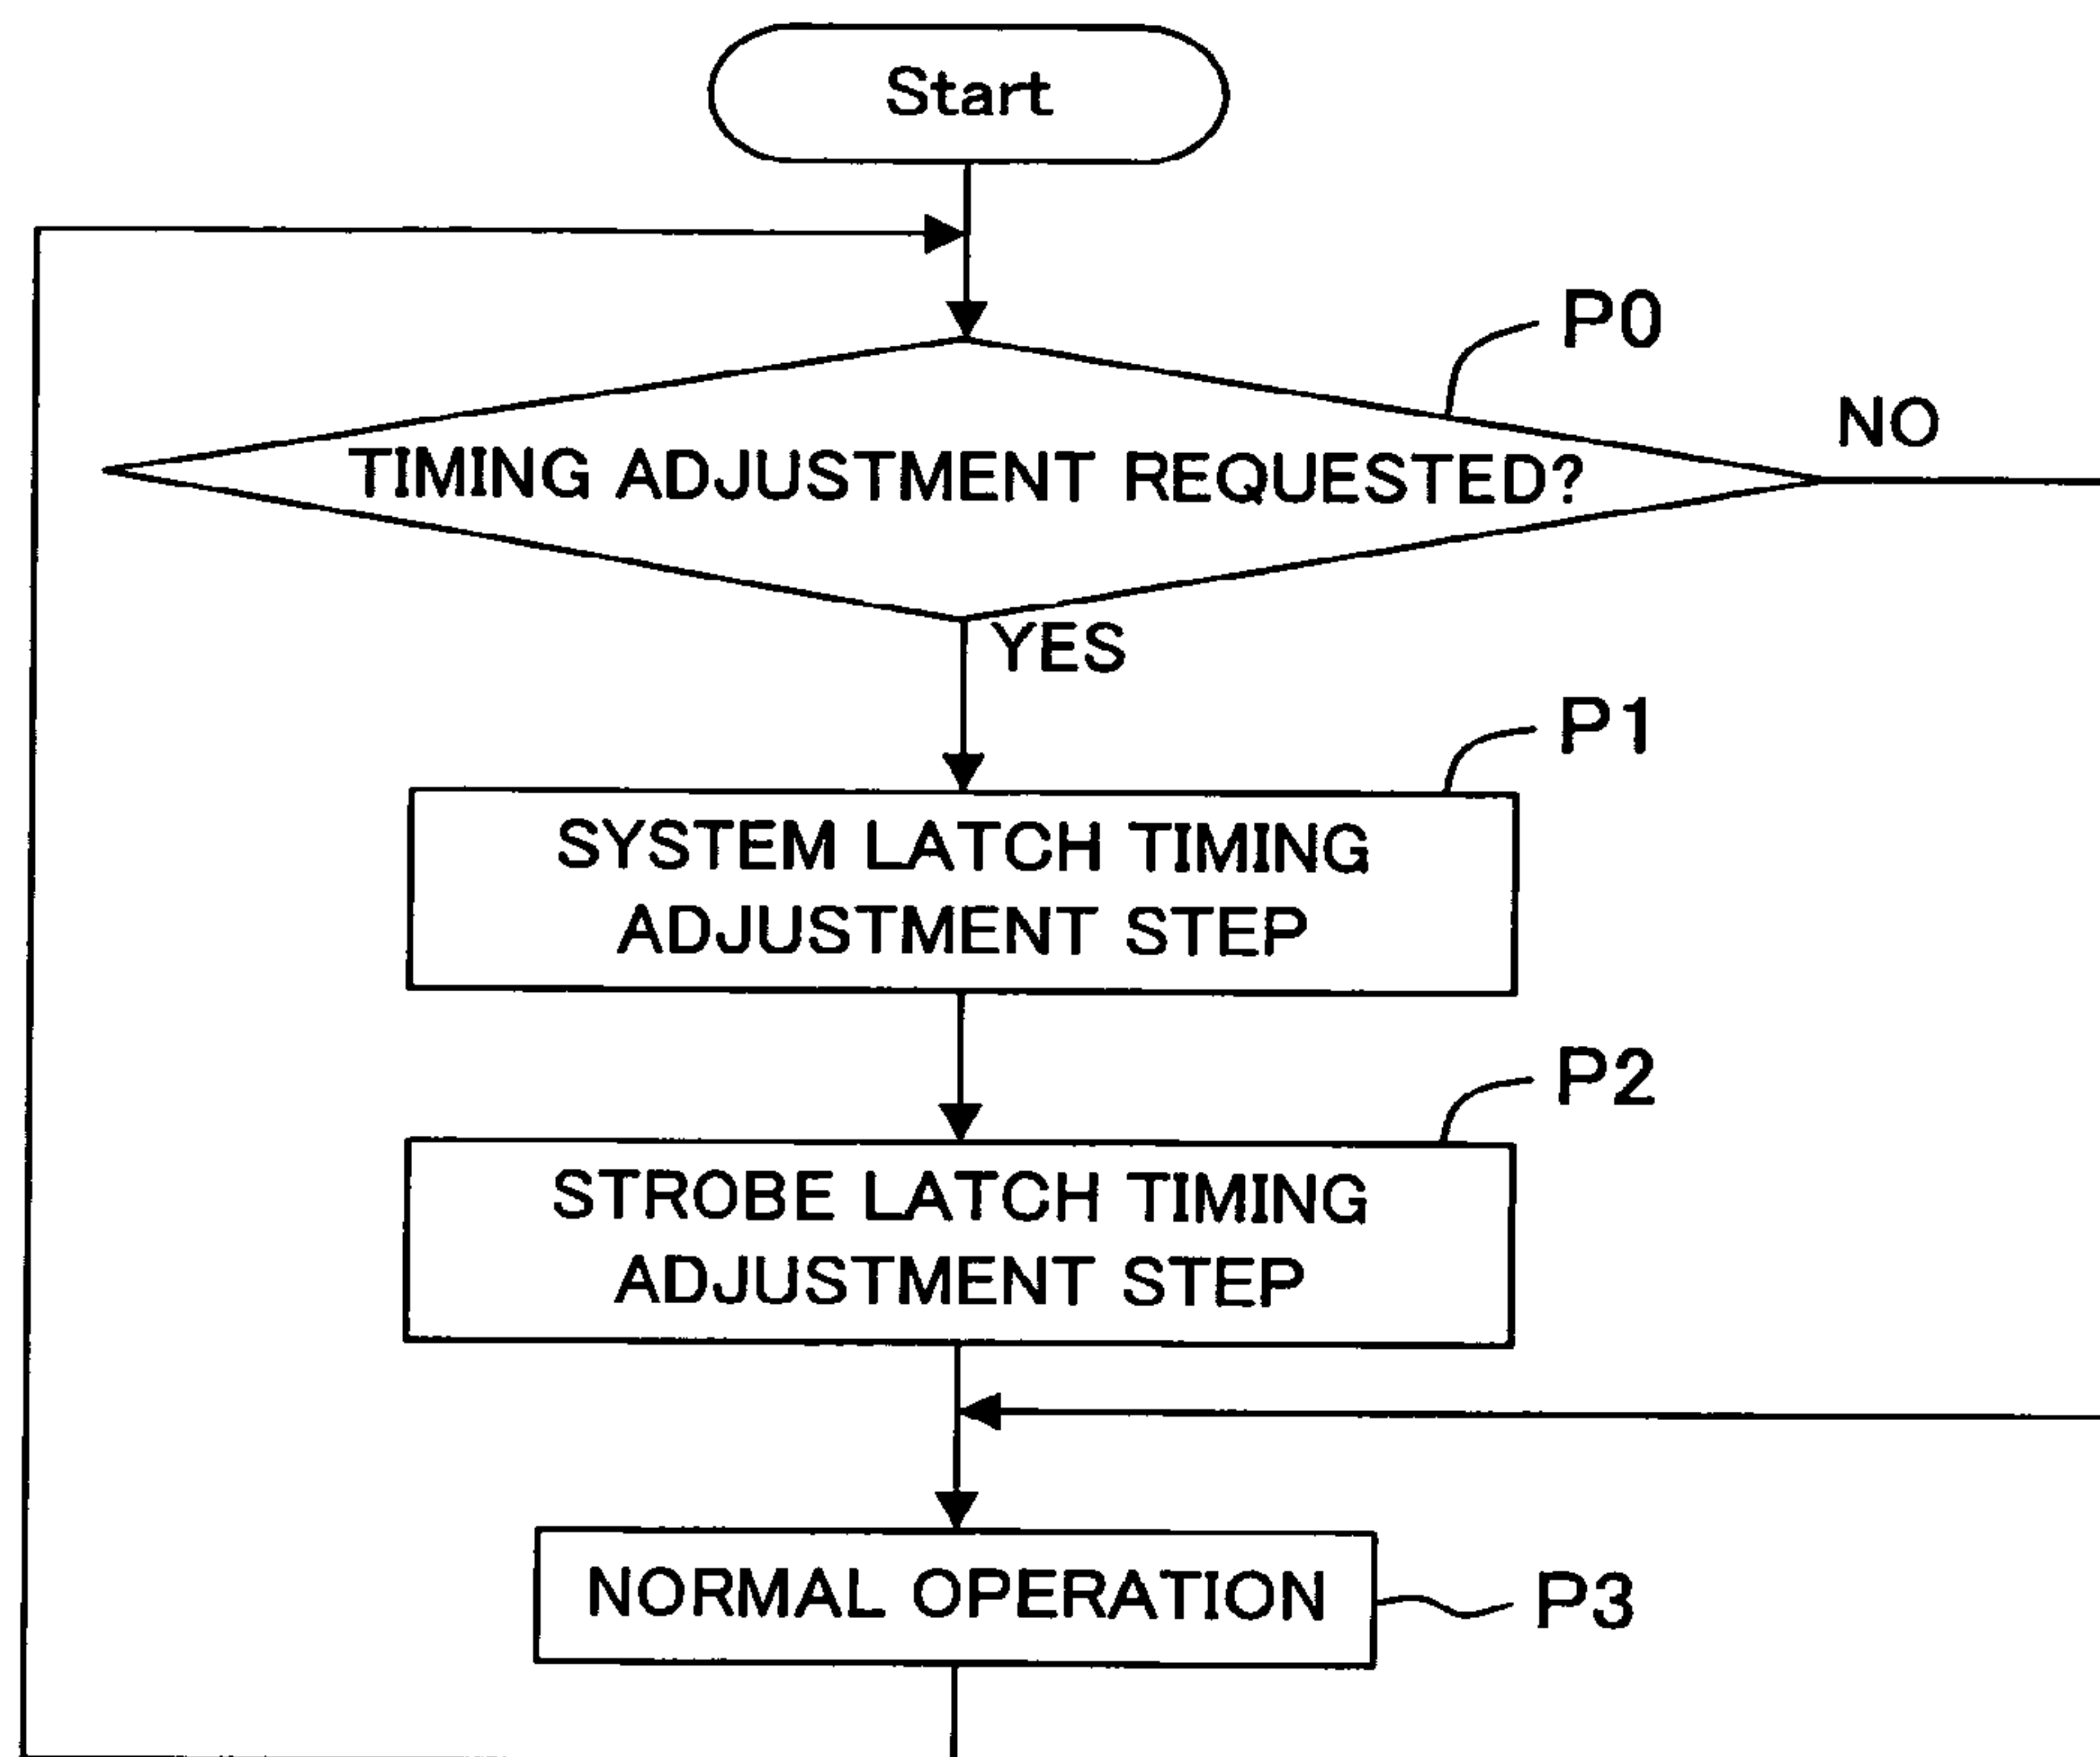 Start
P0
NO
TIMING ADJUSTMENT REQUESTED?
YES
P1
SYSTEM LATCH TIMING
ADJUSTMENT STEP
P2
STROBE LATCH TIMING
ADJUSTMENT STEP
NORMAL OPERATION
P3